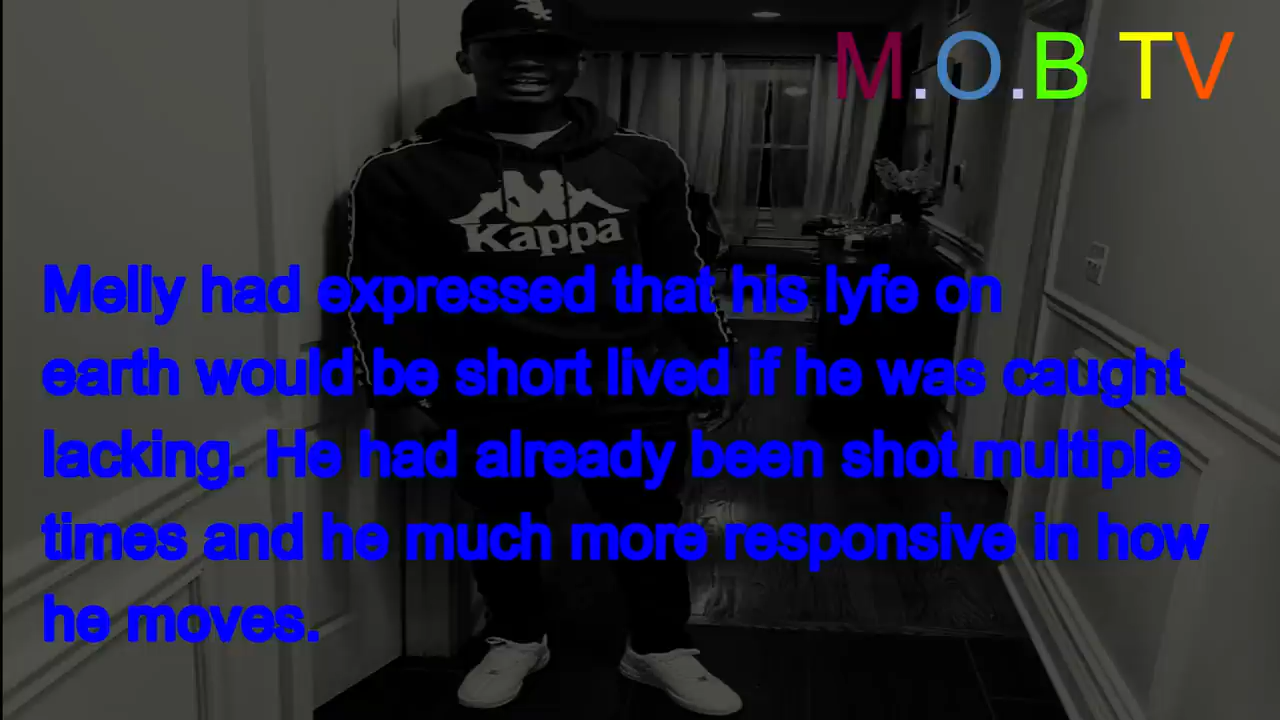 M.O.B TV
Kappa
Melly had expressed that his lyfe on
earth would be short lived if he was caught
lacking. He had already been shot multiple
times and he much more responsive in how
he moves.